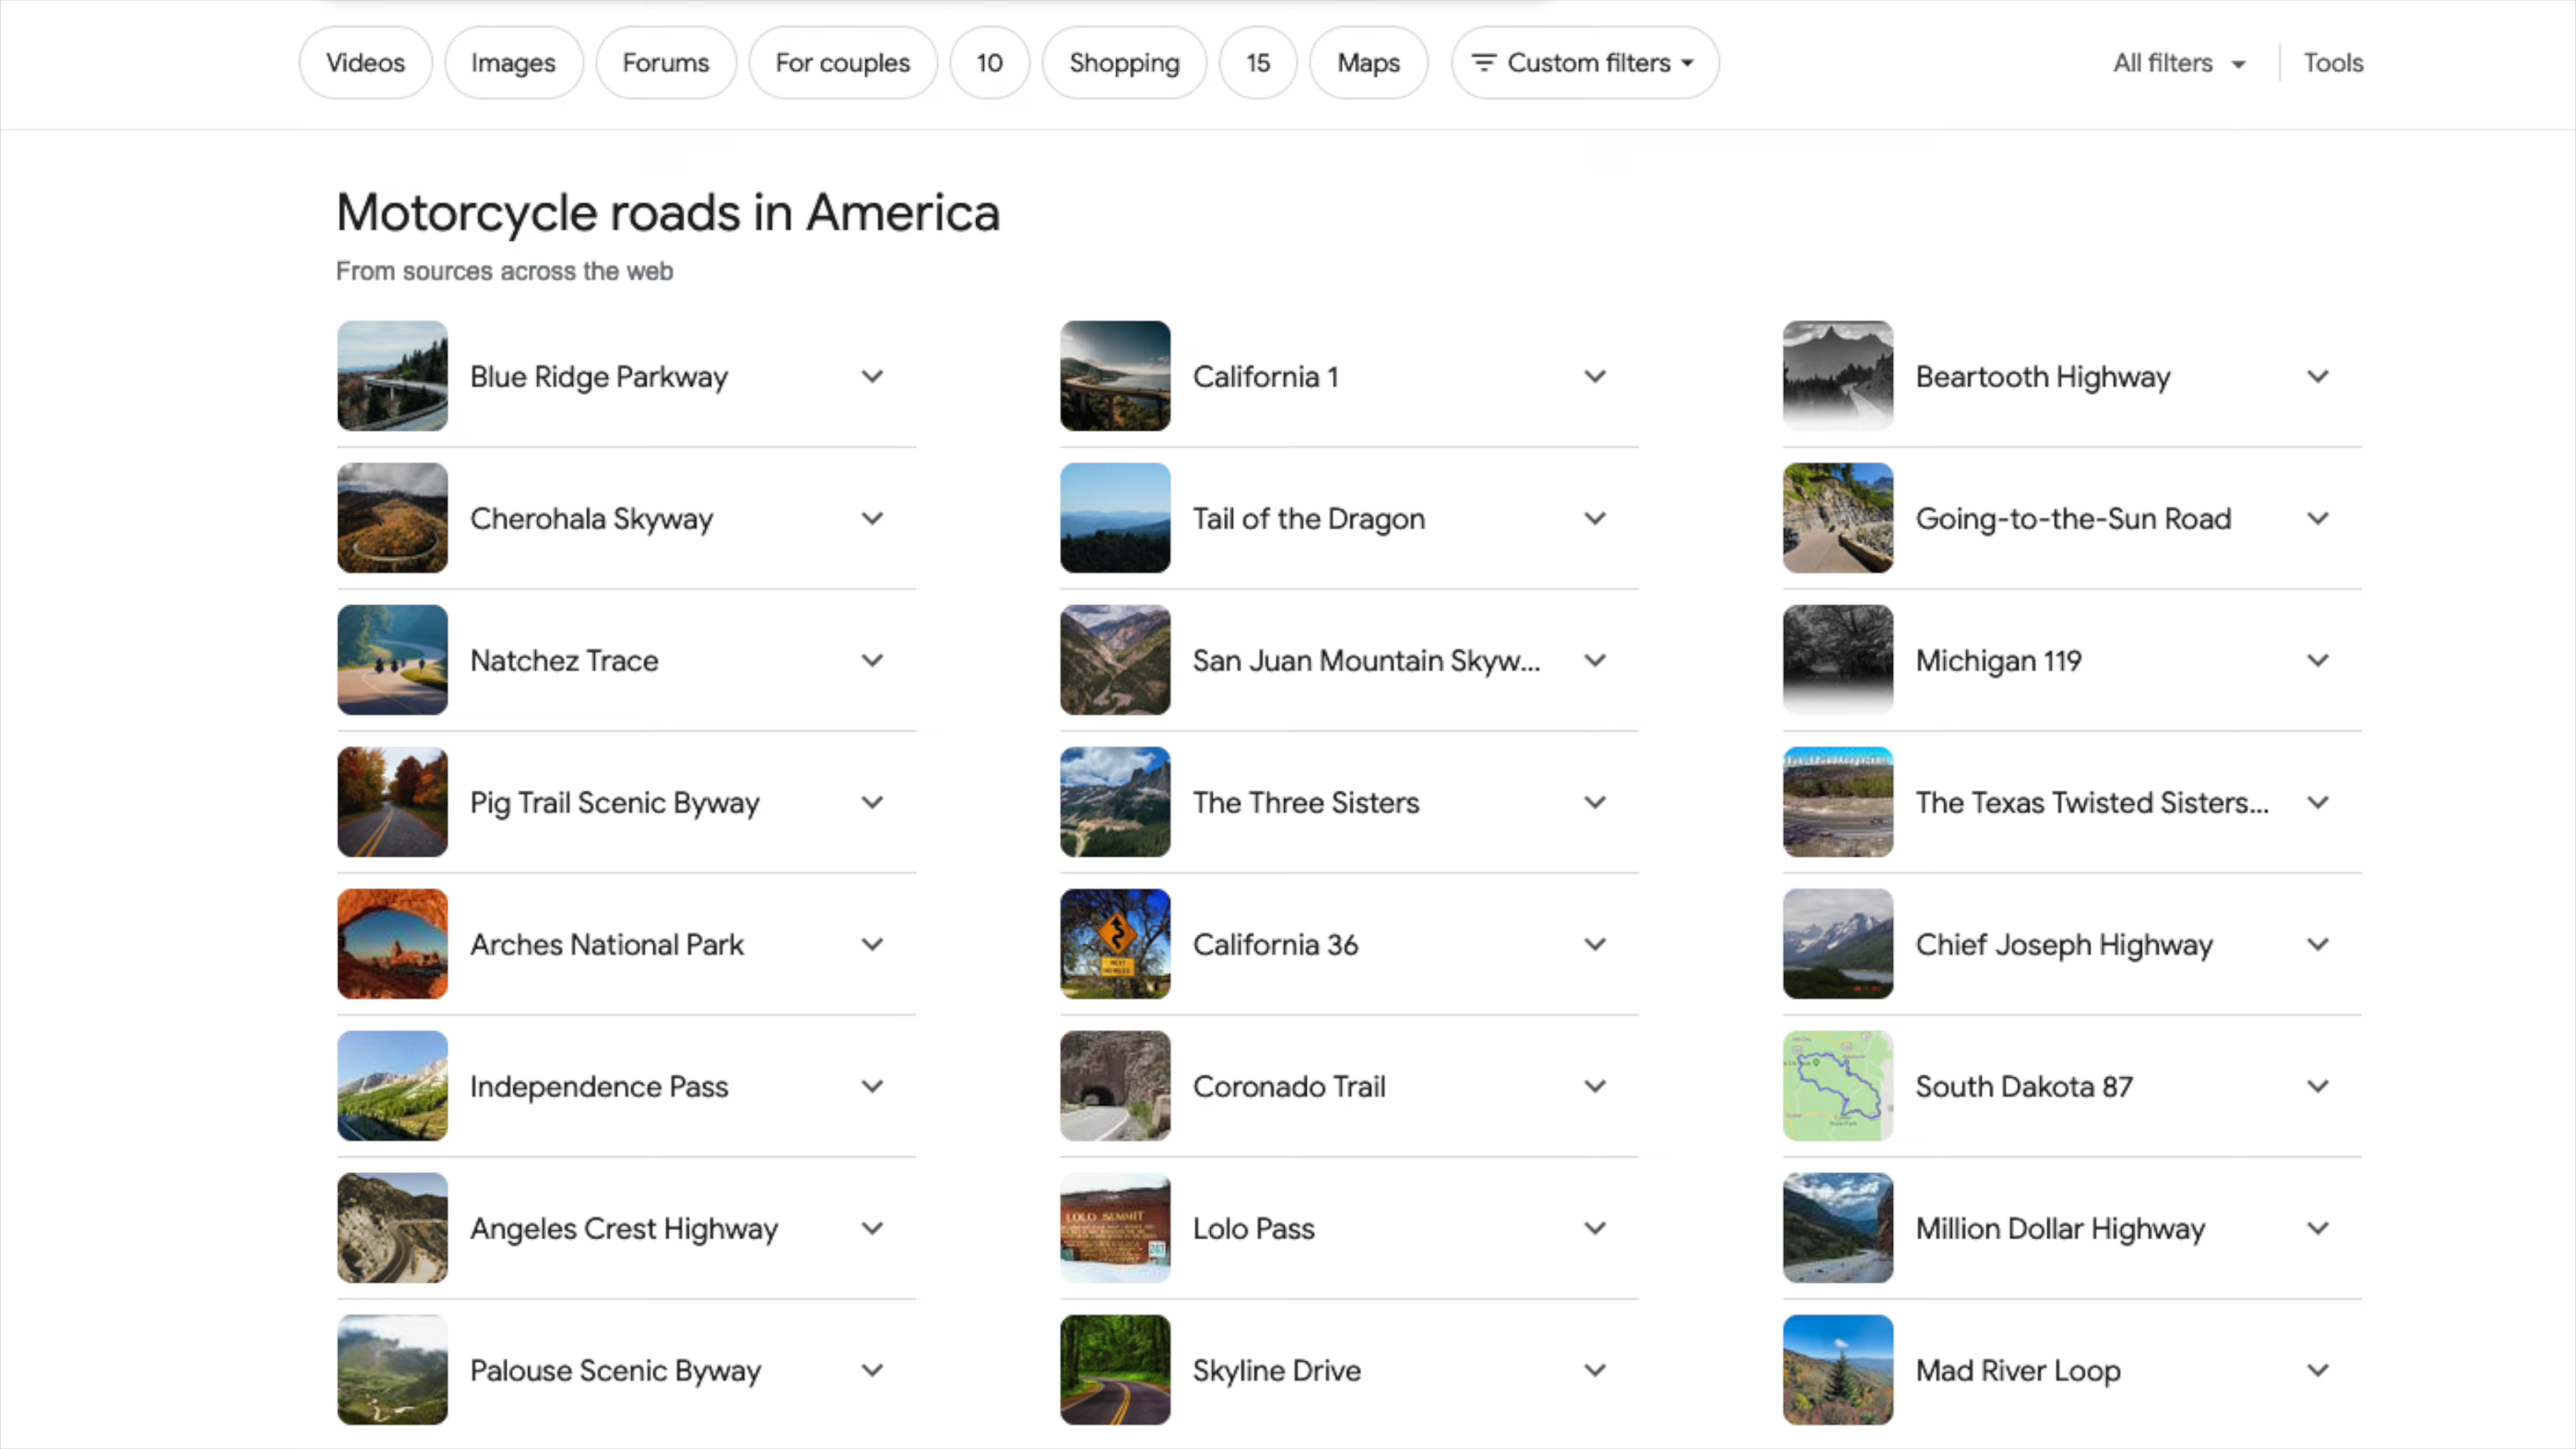 Videos
Images
Forums
For couples
10
Shopping
15
Maps
Custom filters
All filters
Tools
Motorcycle roads in America
From sources across the web
Blue Ridge Parkway
California 1
Beartooth Highway
Cherohala Skyway
Tail of the Dragon
Going-to-the-Sun Road
Natchez Trace
San Juan Mountain Skyw...
Michigan 119
Pig Trail Scenic Byway
The Three Sisters
The Texas Twisted Sisters...
Arches National Park
NEXT
California 36
Chief Joseph Highway
Independence Pass
Coronado Trail
South Dakota 87
Angeles Crest Highway
LOLO SUMMIT
Lolo Pass
Million Dollar Highway
Palouse Scenic Byway
Skyline Drive
Mad River Loop